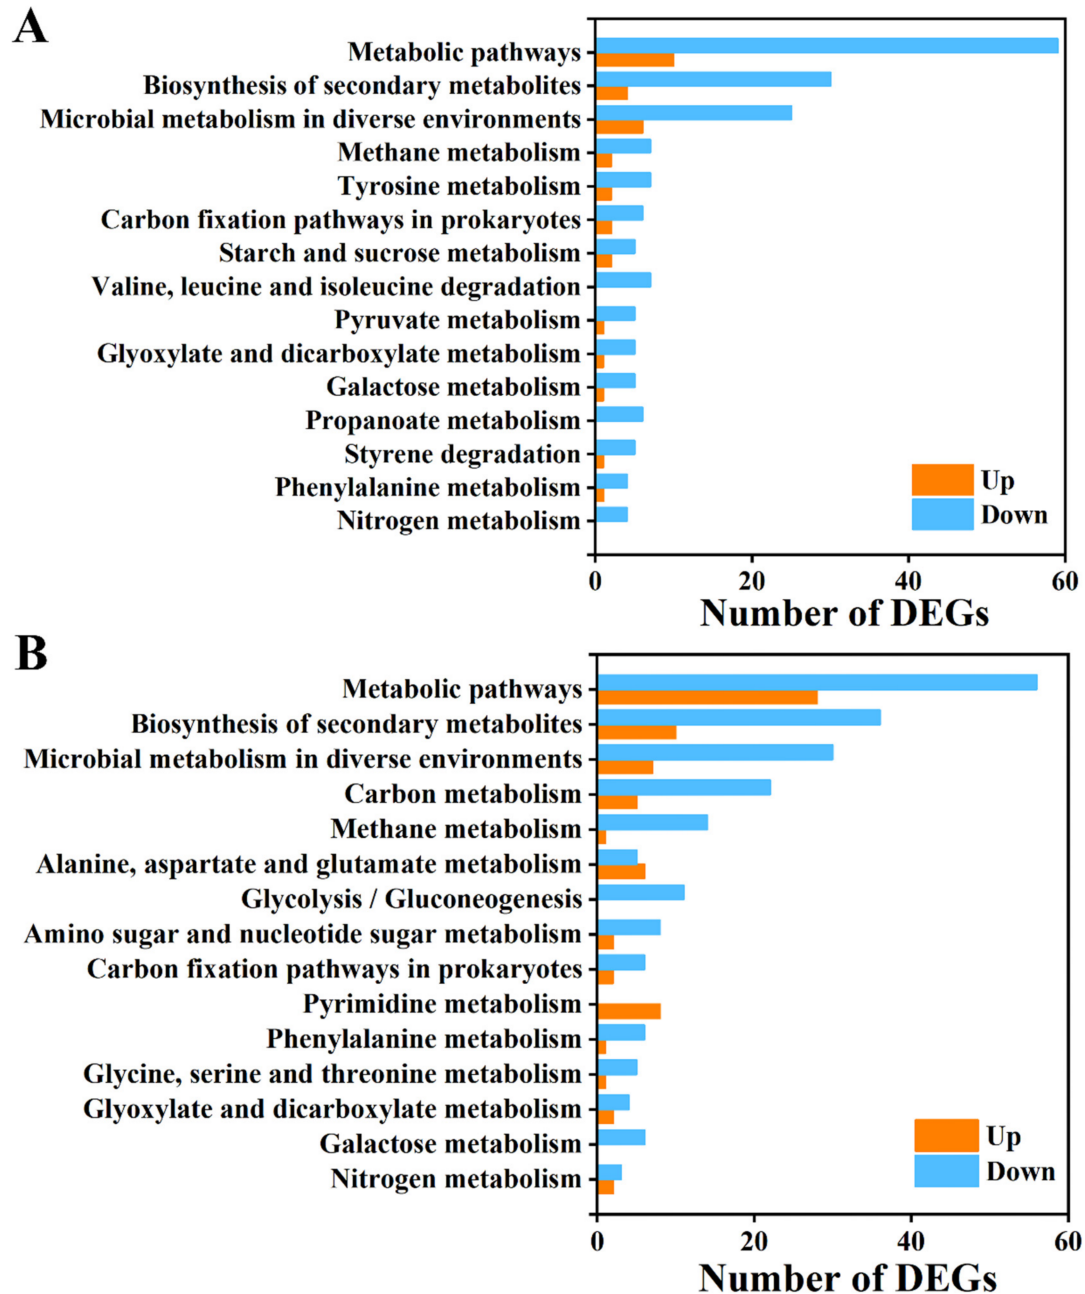 A
Metabolic pathways
Biosynthesis of secondary metabolites
Microbial metabolism in diverse environments
Methane metabolism
Tyrosine metabolism
Carbon fixation pathways in prokaryotes
Starch and sucrose metabolism
Valine, leucine and isoleucine degradation
Pyruvate metabolism
Glyoxylate and dicarboxylate metabolism
Galactose metabolism
Propanoate metabolism
Styrene degradation
Phenylalanine metabolism
Nitrogen metabolism
Up
Down
0 20 40 60
Number of DEGs
B
Metabolic pathways
Biosynthesis of secondary metabolites
Microbial metabolism in diverse environments
Carbon metabolism
Methane metabolism
Alanine, aspartate and glutamate metabolism
Glycolysis / Gluconeogenesis
Amino sugar and nucleotide sugar metabolism
Carbon fixation pathways in prokaryotes
Pyrimidine metabolism
Phenylalanine metabolism
Glycine, serine and threonine metabolism
Glyoxylate and dicarboxylate metabolism
Galactose metabolism
Nitrogen metabolism
Up
Down
0 20 40 60
Number of DEGs